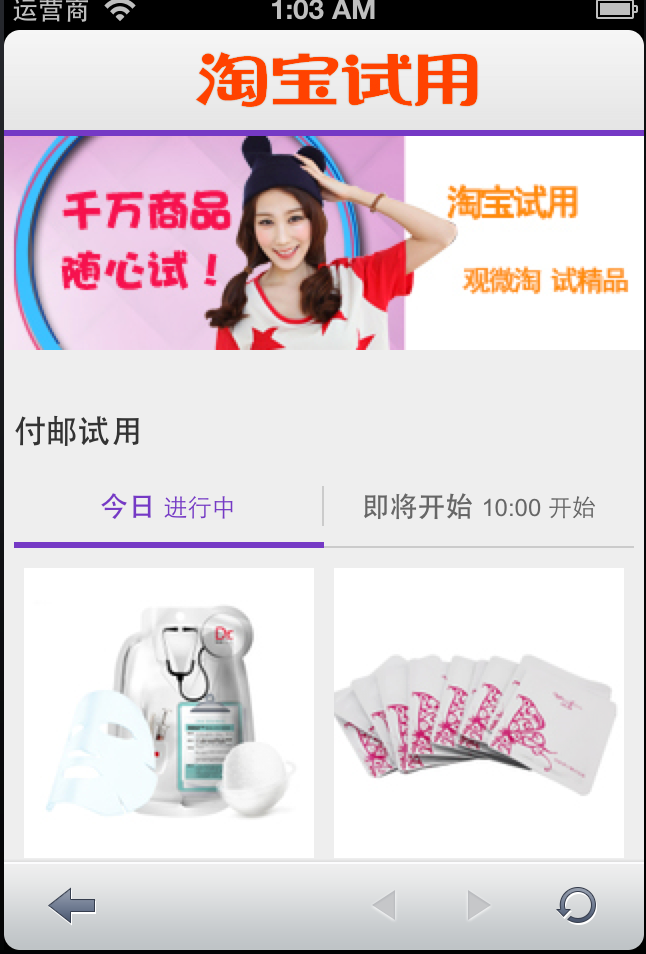 运营商 1:03 AM
淘宝试用
千万商品
随心试！
淘宝试用
观微淘 试精品
付邮试用
今日 进行中
即将开始 10:00 开始
Dr